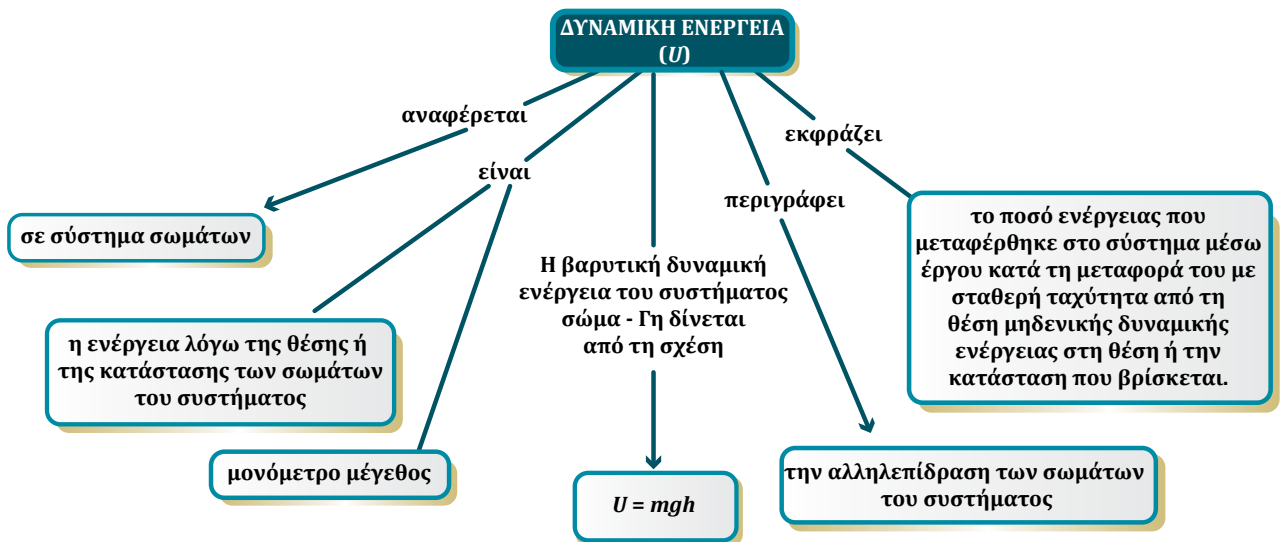 ΔΥΝΑΜΙΚΗ ΕΝΕΡΓΕΙΑ
(U)
αναφέρεται
σε σύστημα σωμάτων
είναι
η ενέργεια λόγω της θέσης ή
της κατάστασης των σωμάτων
του συστήματος
μονόμετρο μέγεθος
Η βαρυτική δυναμική
ενέργεια του συστήματος
σώμα - Γη δίνεται
από τη σχέση
U = mgh
περιγράφει
την αλληλεπίδραση των σωμάτων
του συστήματος
εκφράζει
το ποσό ενέργειας που
μεταφέρθηκε στο σύστημα μέσω
έργου κατά τη μεταφορά του με
σταθερή ταχύτητα από τη
θέση μηδενικής δυναμικής
ενέργειας στη θέση ή την
κατάσταση που βρίσκεται.